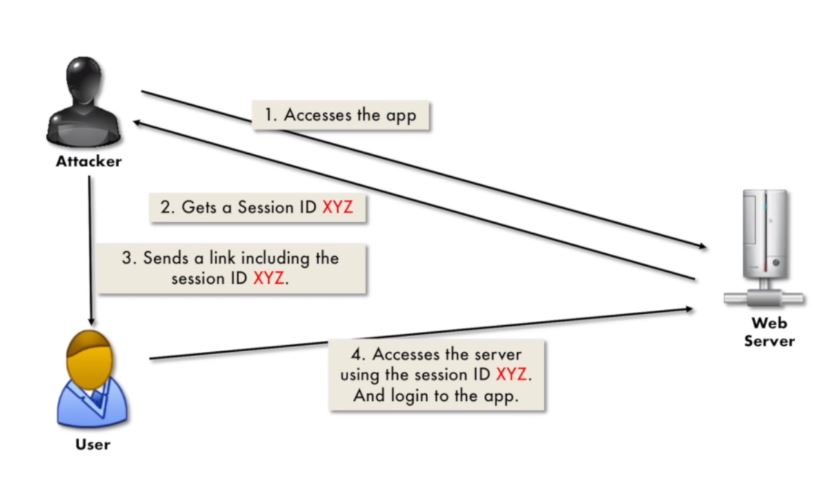 1. Accesses the app
Attacker
2. Gets a Session ID XYZ
3. Sends a link including the
session ID XYZ.
Web
Server
4. Accesses the server
using the session ID XYZ.
And login to the app.
User